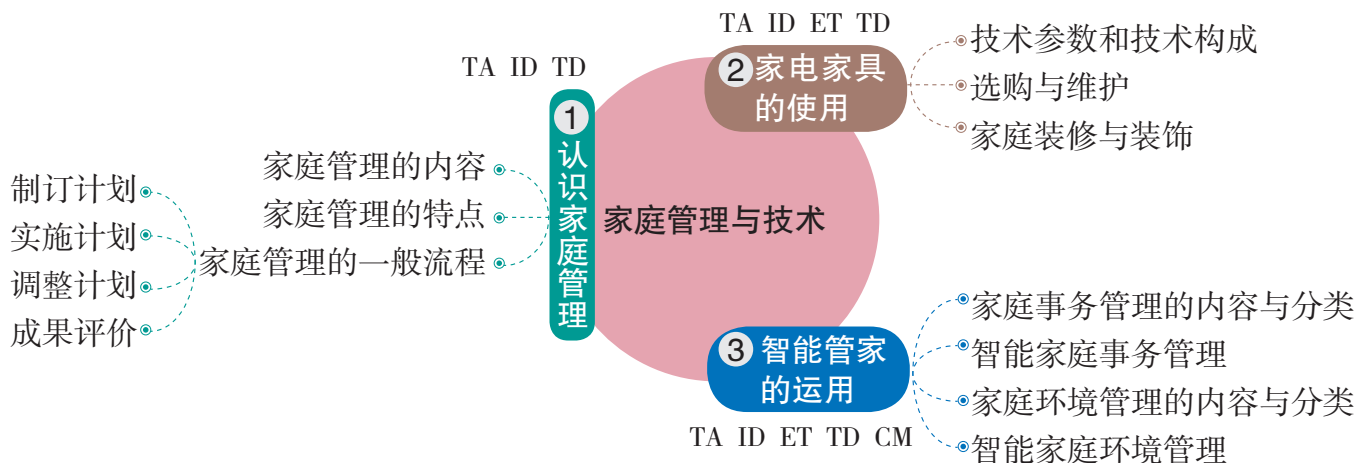 TA ID TD
①认识家庭管理
家庭管理的内容
家庭管理的特点
家庭管理的一般流程
制订计划
实施计划
调整计划
成果评价
家庭管理与技术
TA ID ET TD
②家电家具
的使用
技术参数和技术构成
选购与维护
家庭装修与装饰
③智能管家
的运用
TA ID ET TD CM
家庭事务管理的内容与分类
智能家庭事务管理
家庭环境管理的内容与分类
智能家庭环境管理